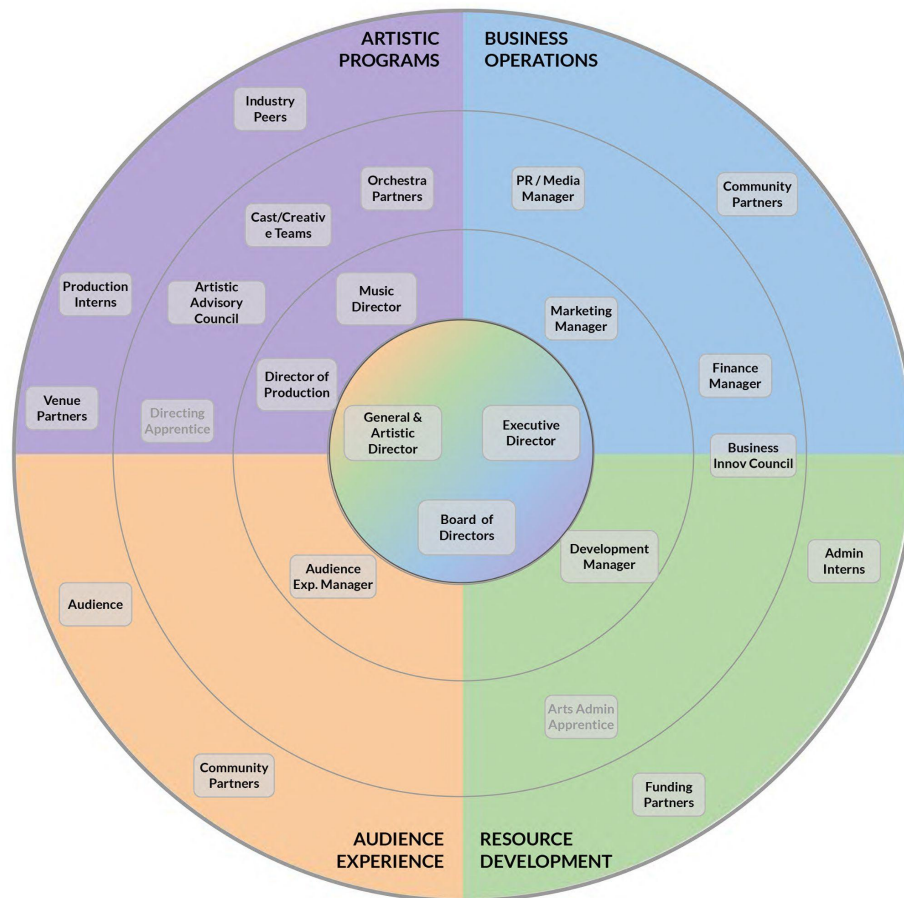 ARTISTIC
PROGRAMS
BUSINESS
OPERATIONS
Industry
Peers
Orchestra
Partners
PR / Media
Manager
Community
Partners
Cast/Creativ
e Teams
Production
Interns
Artistic
Advisory
Council
Music
Director
Marketing
Manager
Director of
Production
Finance
Manager
Venue
Partners
Directing
Apprentice
General &
Artistic
Director
Executive
Director
Business
Innov Council
Board of
Directors
Audience
Exp. Manager
Development
Manager
Admin
Interns
Audience
Arts Admin
Apprentice
Community
Partners
Funding
Partners
AUDIENCE
EXPERIENCE
RESOURCE
DEVELOPMENT